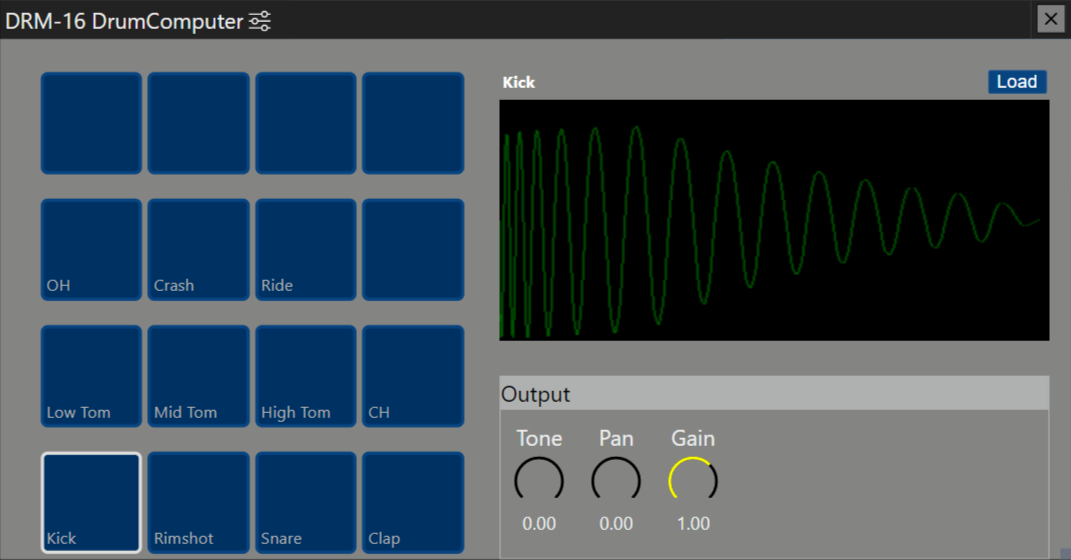 DRM-16 DrumComputer
Kick
Load
OH
Crash
Ride
Low Tom
Mid Tom
High Tom
CH
Kick
Rimshot
Snare
Clap
Output
Tone
Pan
Gain
0.00
0.00
1.00